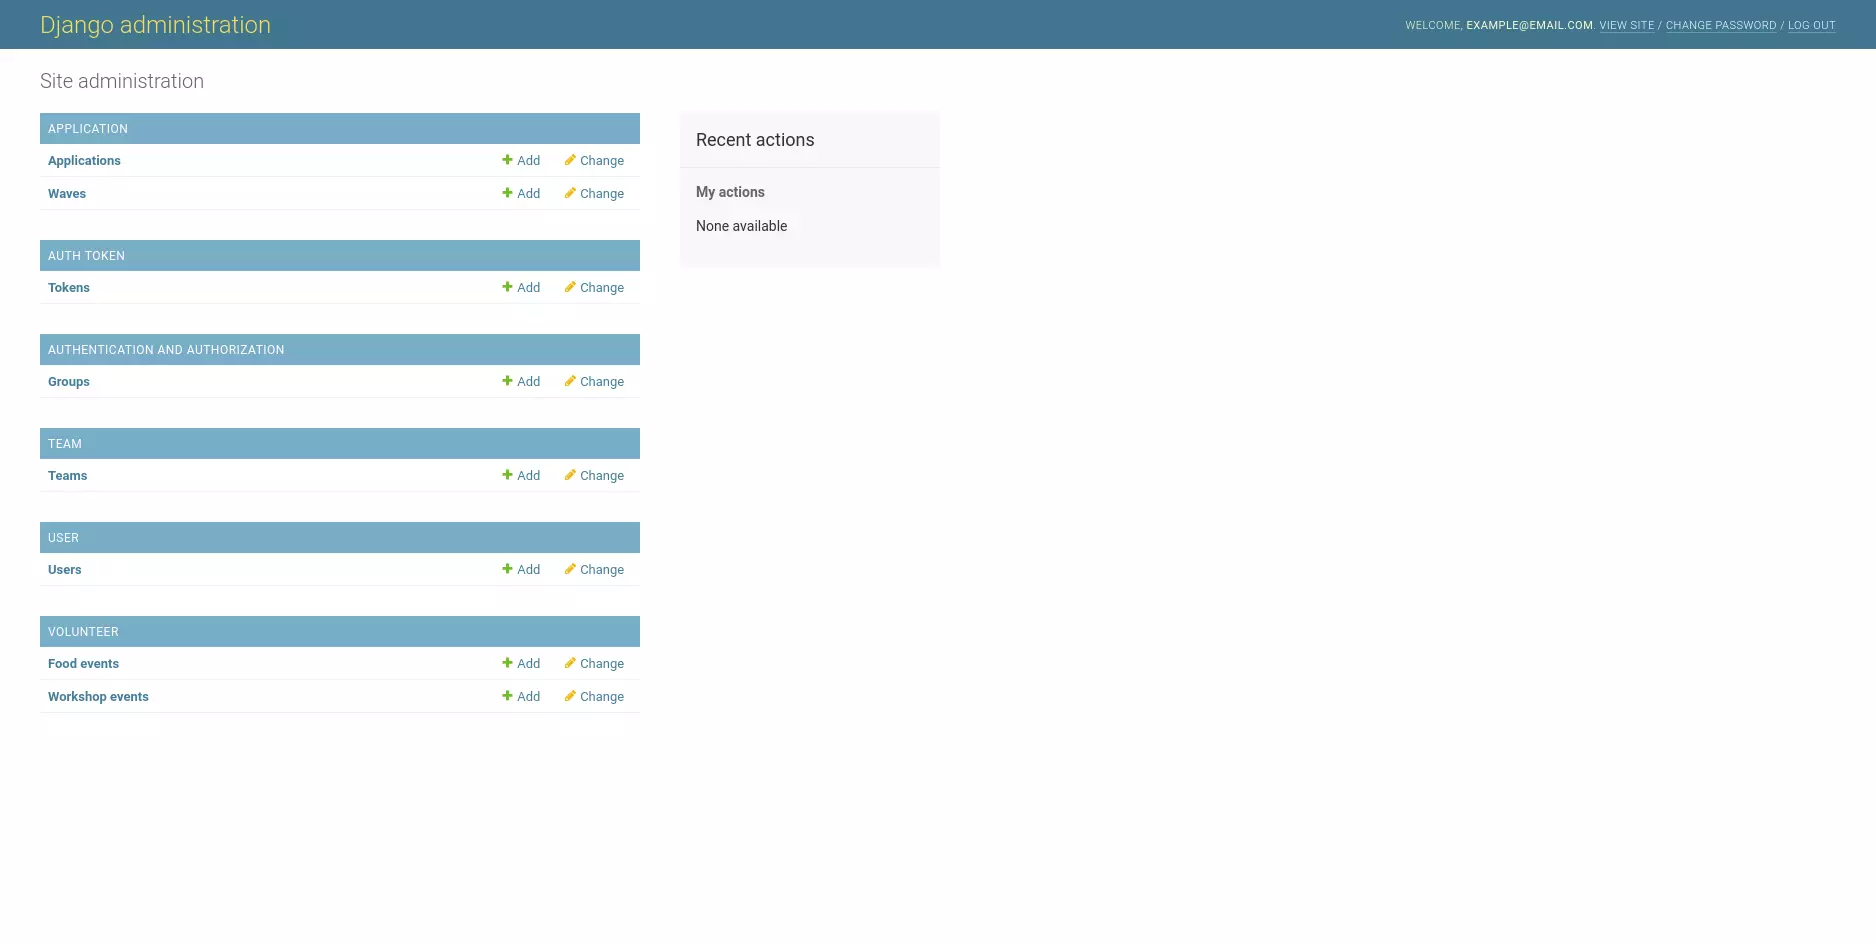 Django administration
WELCOME, EXAMPLE@EMAIL.COM. VIEW SITE / CHANGE PASSWORD / LOG OUT
Site administration
APPLICATION
Applications Add Change
Waves Add Change
AUTH TOKEN
Tokens Add Change
AUTHENTICATION AND AUTHORIZATION
Groups Add Change
TEAM
Teams Add Change
USER
Users Add Change
VOLUNTEER
Food events Add Change
Workshop events Add Change
Recent actions
My actions
None available